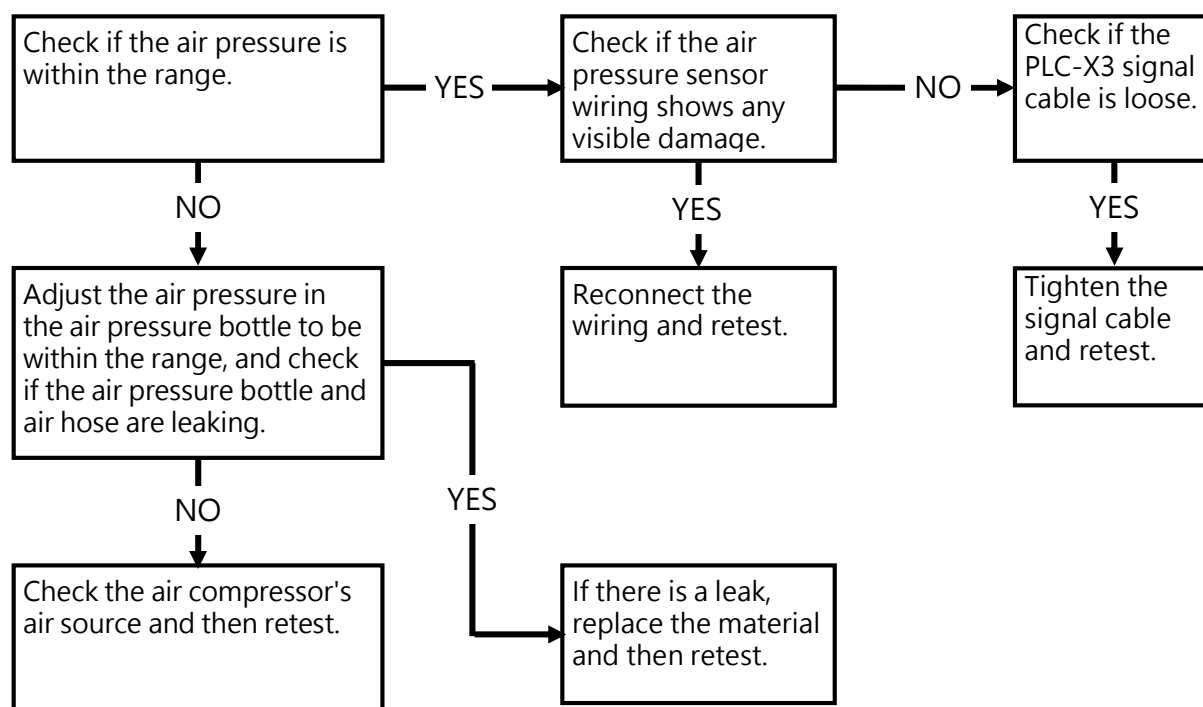 Check if the air pressure is
within the range.
YES
Check if the air
pressure sensor
wiring shows any
visible damage.
NO
Check if the
PLC-X3 signal
cable is loose.
NO
YES
YES
Adjust the air pressure in
the air pressure bottle to be
within the range, and check
if the air pressure bottle and
air hose are leaking.
Reconnect the
wiring and retest.
Tighten the
signal cable
and retest.
NO
YES
Check the air compressor's
air source and then retest.
If there is a leak,
replace the material
and then retest.